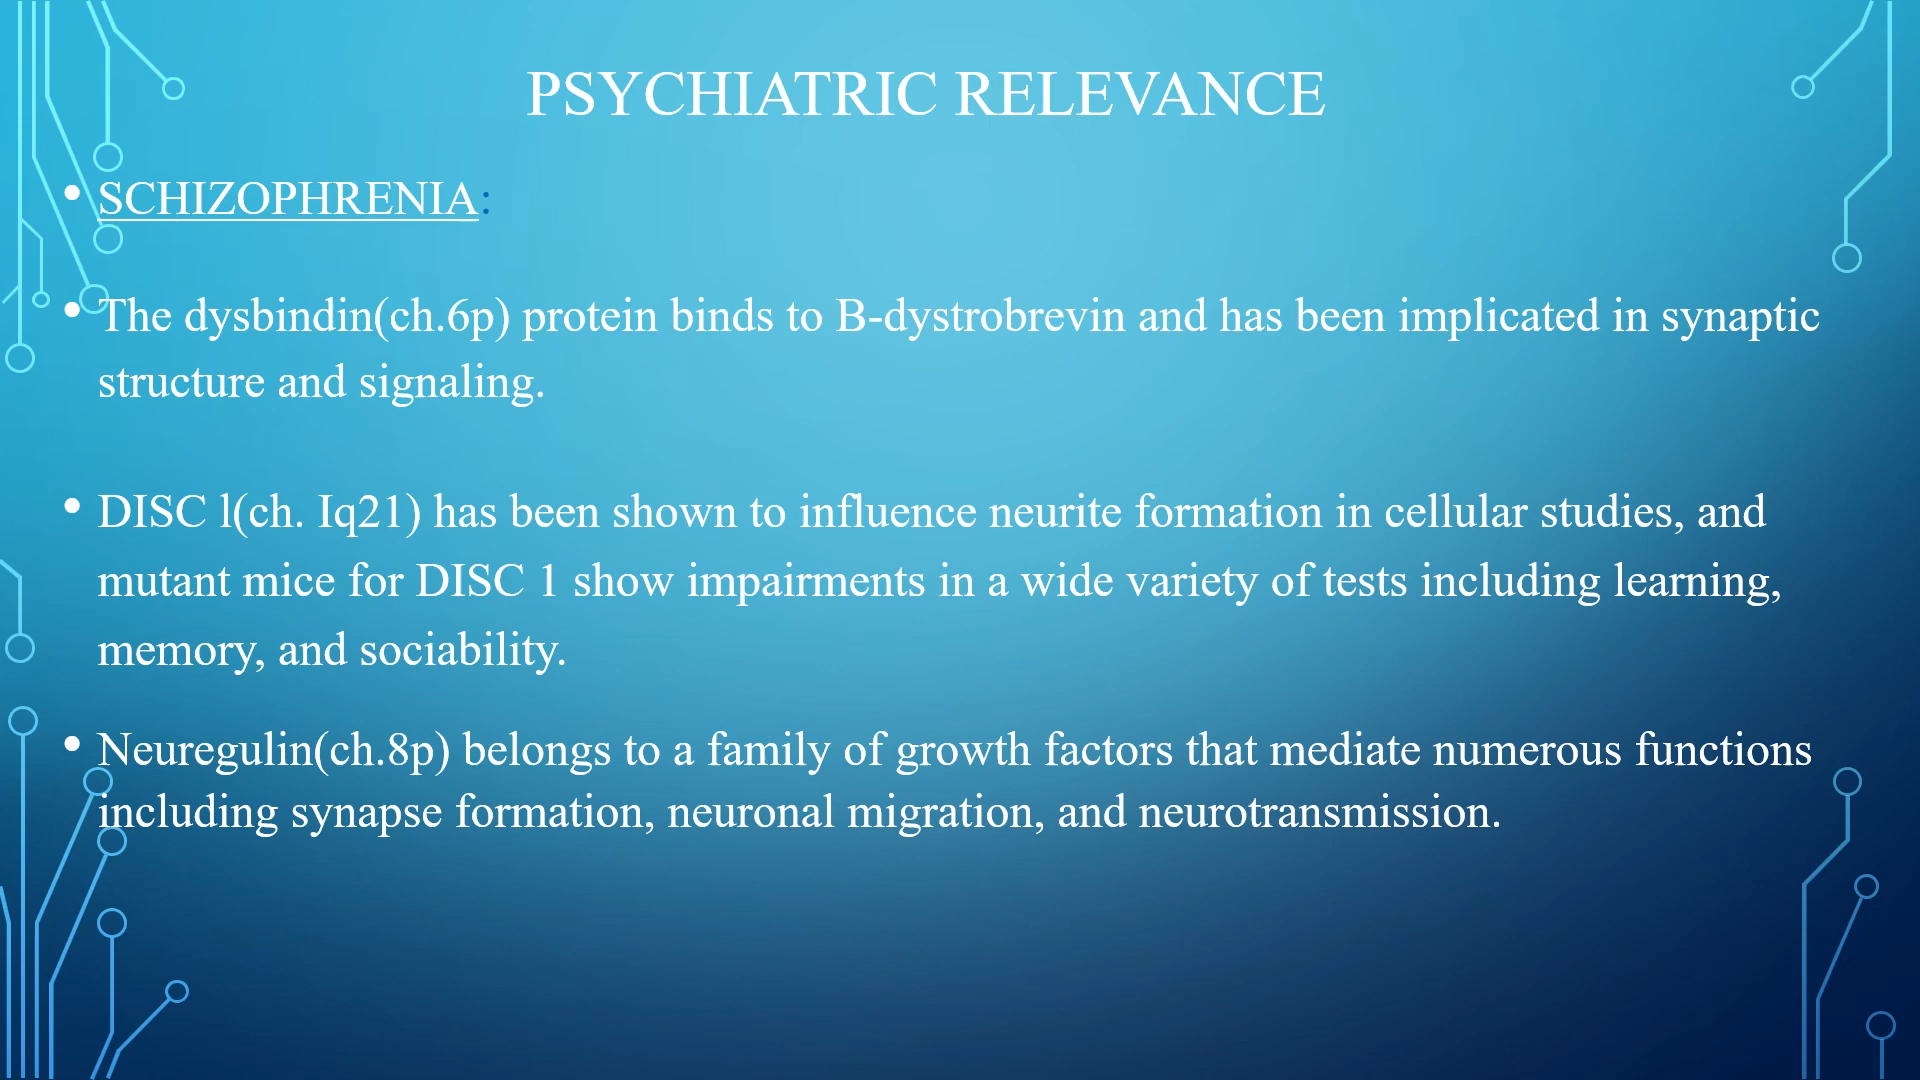 PSYCHIATRIC RELEVANCE
• SCHIZOPHRENIA:
• The dysbindin(ch.6p) protein binds to B-dystrobrevin and has been implicated in synaptic
structure and signaling.
• DISC l(ch. Iq21) has been shown to influence neurite formation in cellular studies, and
mutant mice for DISC 1 show impairments in a wide variety of tests including learning,
memory, and sociability.
• Neuregulin(ch.8p) belongs to a family of growth factors that mediate numerous functions
including synapse formation, neuronal migration, and neurotransmission.